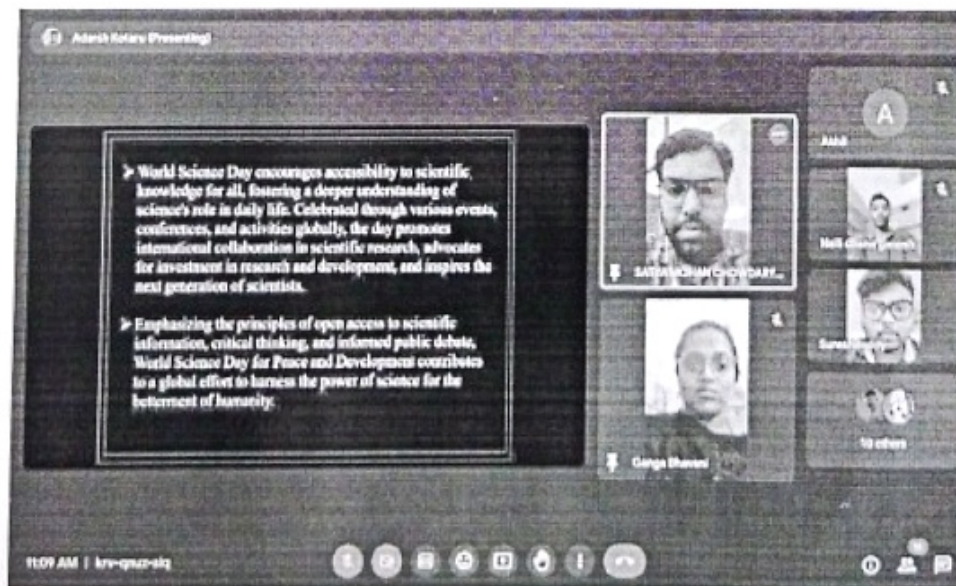 Adarsh Kotaru (Presenting)
➤ World Science Day encourages accessibility to scientific
knowledge for all, fostering a deeper understanding of
science's role in daily life. Celebrated through various events,
conferences, and activities globally, the day promotes
international collaboration in scientific research, advocates
for investment in research and development, and inspires the
next generation of scientists.
➤ Emphasizing the principles of open access to scientific
information, critical thinking, and informed public debate,
World Science Day for Peace and Development contributes
to a global effort to harness the power of science for the
betterment of humanity.
MOHAN CHOWDARY...
Ganga Bhavani
A
10 others
11:09 AM |